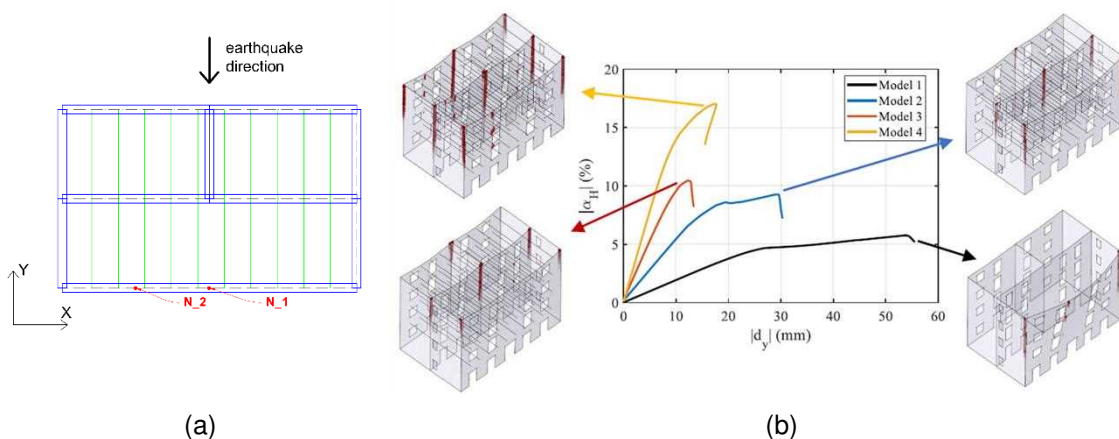 earthquake
direction
Y
X
N_2
N_1
(a)
20
15
10
5
0
|α_H| (%)
0
10
20
30
40
50
60
|d_y| (mm)
Model 1
Model 2
Model 3
Model 4
(b)